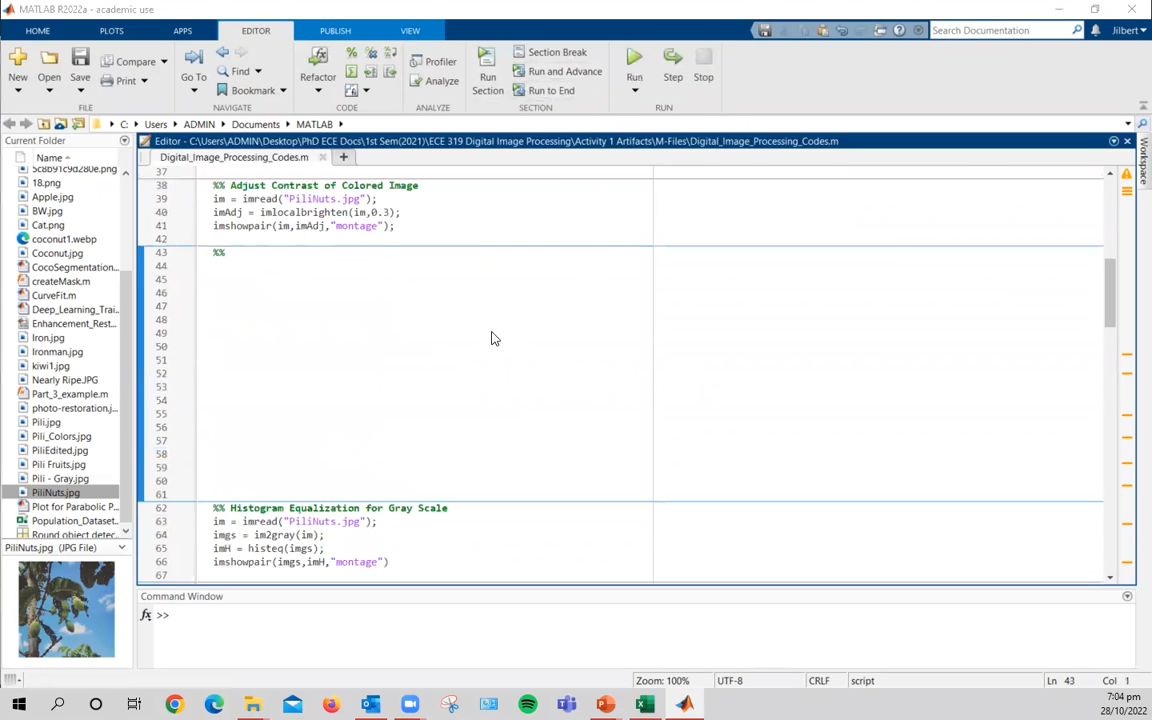 MATLAB R2022a - academic use
HOME PLOTS APPS EDITOR PUBLISH VIEW Search Documentation Jilbert
New Open Save Compare Print Go To Find Bookmark Refactor Profiler Analyze Run Section Section Break Run and Advance Run to End Run Step Stop
FILE NAVIGATE CODE ANALYZE SECTION RUN
C: Users ADMIN Documents MATLAB
Current Folder
Editor - C:\Users\ADMIN\Desktop\PhD ECE Docs\1st Sem(2021)\ECE 319 Digital Image Processing\Activity 1 Artifacts\M-Files\Digital_Image_Processing_Codes.m
Name
Digital_Image_Processing_Codes.m
Workspace
5c8b91c9d280e.png
18.png
Apple.jpg
BW.jpg
Cat.png
coconut1.webp
Coconut.jpg
CocoSegmentation...
createMask.m
CurveFit.m
Deep_Learning_Trai...
Enhancement_Rest...
Iron.jpg
Ironman.jpg
kiwi1.jpg
Nearly Ripe.JPG
Part_3_example.m
photo-restoration.j...
Pili.jpg
Pili_Colors.jpg
PiliEdited.jpg
Pili Fruits.jpg
Pili - Gray.jpg
PiliNuts.jpg
Plot for Parabolic P...
Population_Dataset...
Round object detec...
PiliNuts.jpg (JPG File)
37
38 %% Adjust Contrast of Colored Image
39 im = imread("PiliNuts.jpg");
40 imAdj = imlocalbrighten(im,0.3);
41 imshowpair(im,imAdj,"montage");
42
43 %%
44
45
46
47
48
49
50
51
52
53
54
55
56
57
58
59
60
61
62 %% Histogram Equalization for Gray Scale
63 im = imread("PiliNuts.jpg");
64 imgs = im2gray(im);
65 imH = histeq(imgs);
66 imshowpair(imgs,imH,"montage")
67
Command Window
fx >>
Zoom: 100% UTF-8 CRLF script Ln 43 Col 1
7:04 pm
28/10/2022